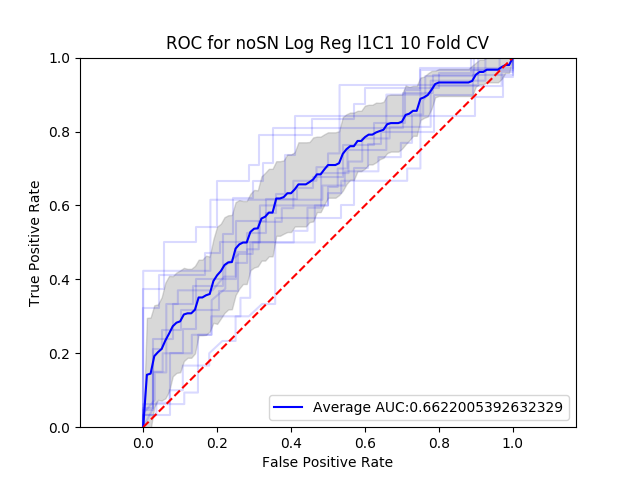 ROC for noSN Log Reg l1C1 10 Fold CV
True Positive Rate
1.0
0.8
0.6
0.4
0.2
0.0
Average AUC:0.6622005392632329
0.0 0.2 0.4 0.6 0.8 1.0
False Positive Rate